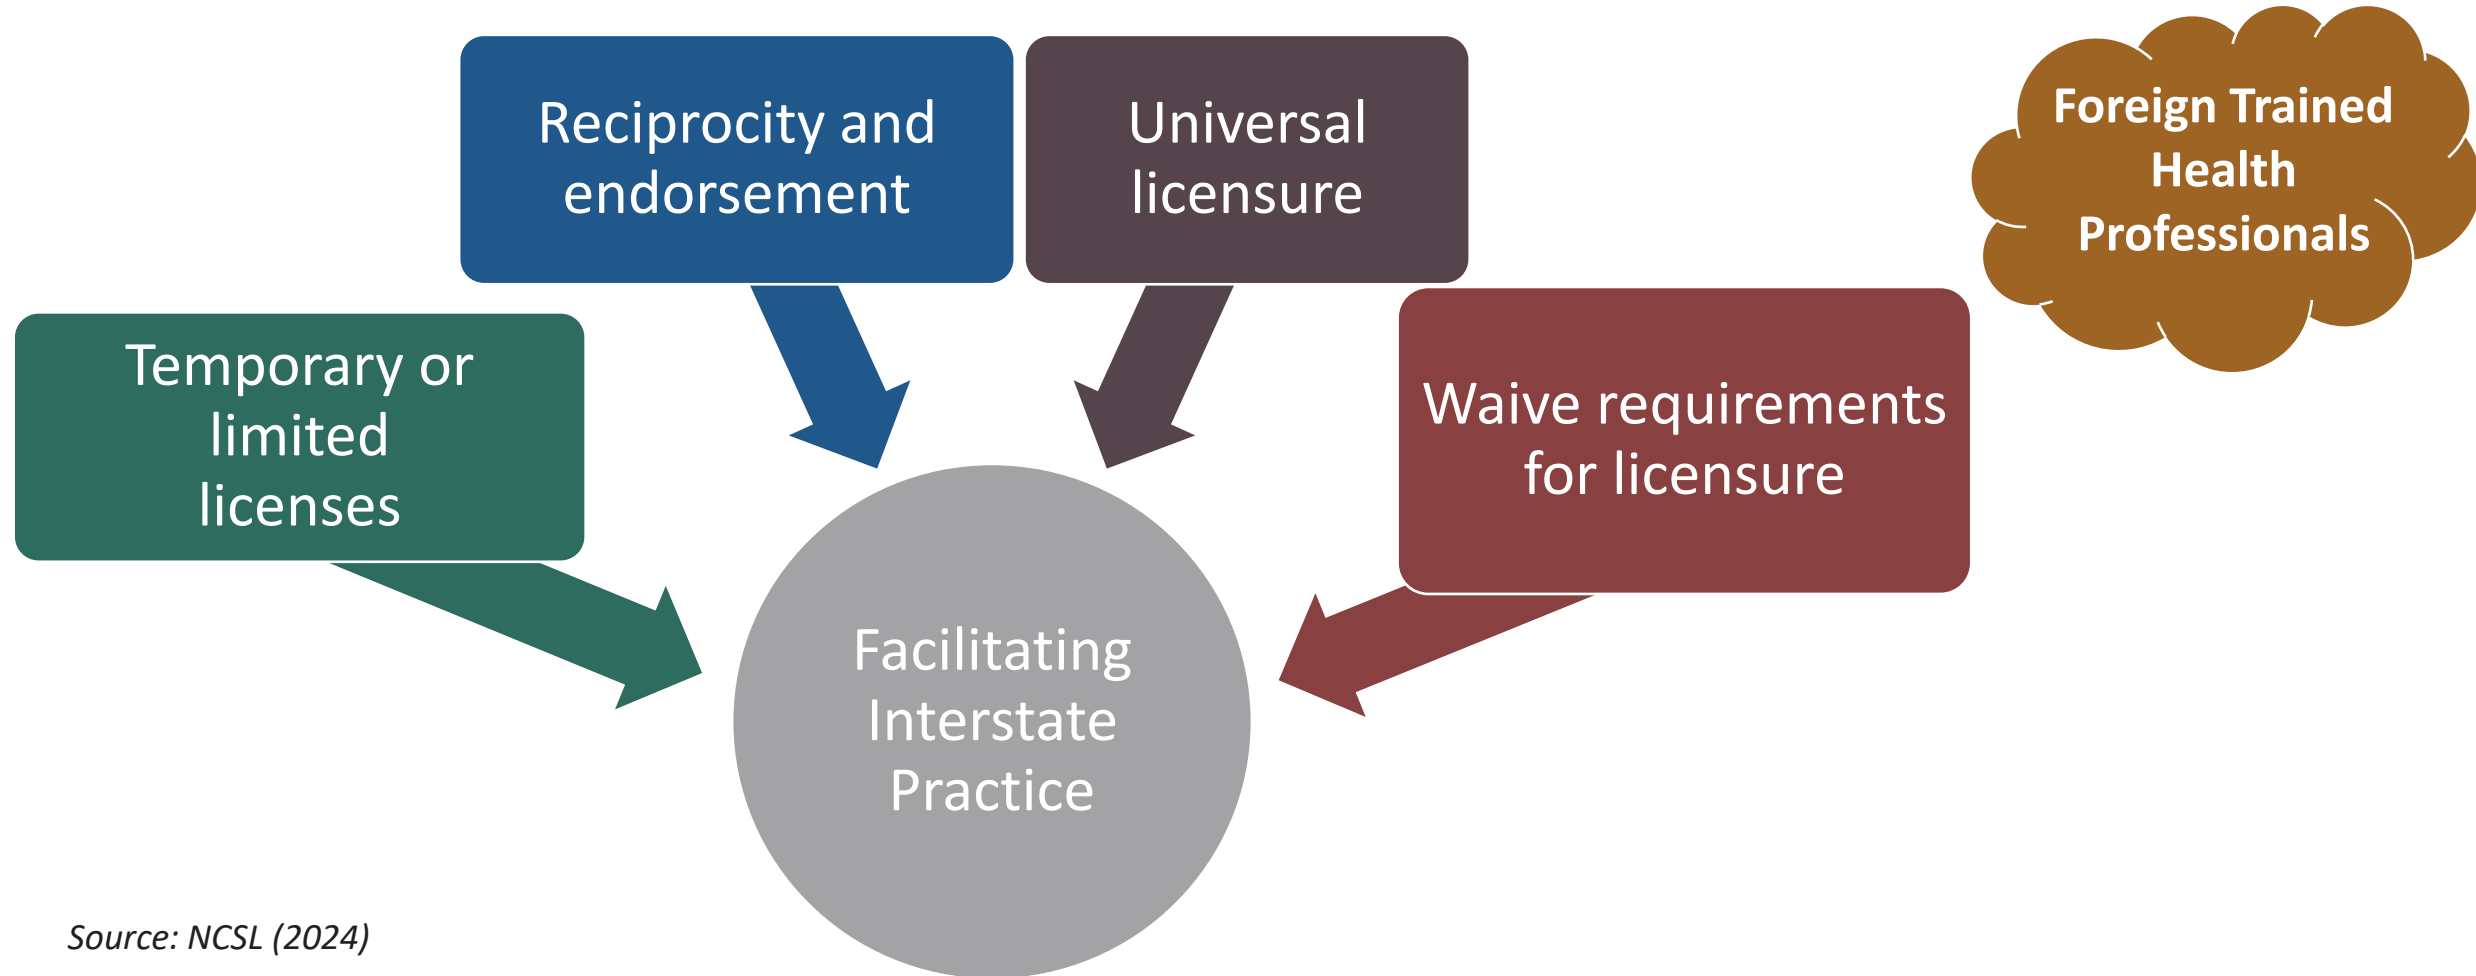 Reciprocity and
endorsement
Universal
licensure
Foreign Trained
Health
Professionals
Temporary or
limited
licenses
Waive requirements
for licensure
Facilitating
Interstate
Practice
Source: NCSL (2024)